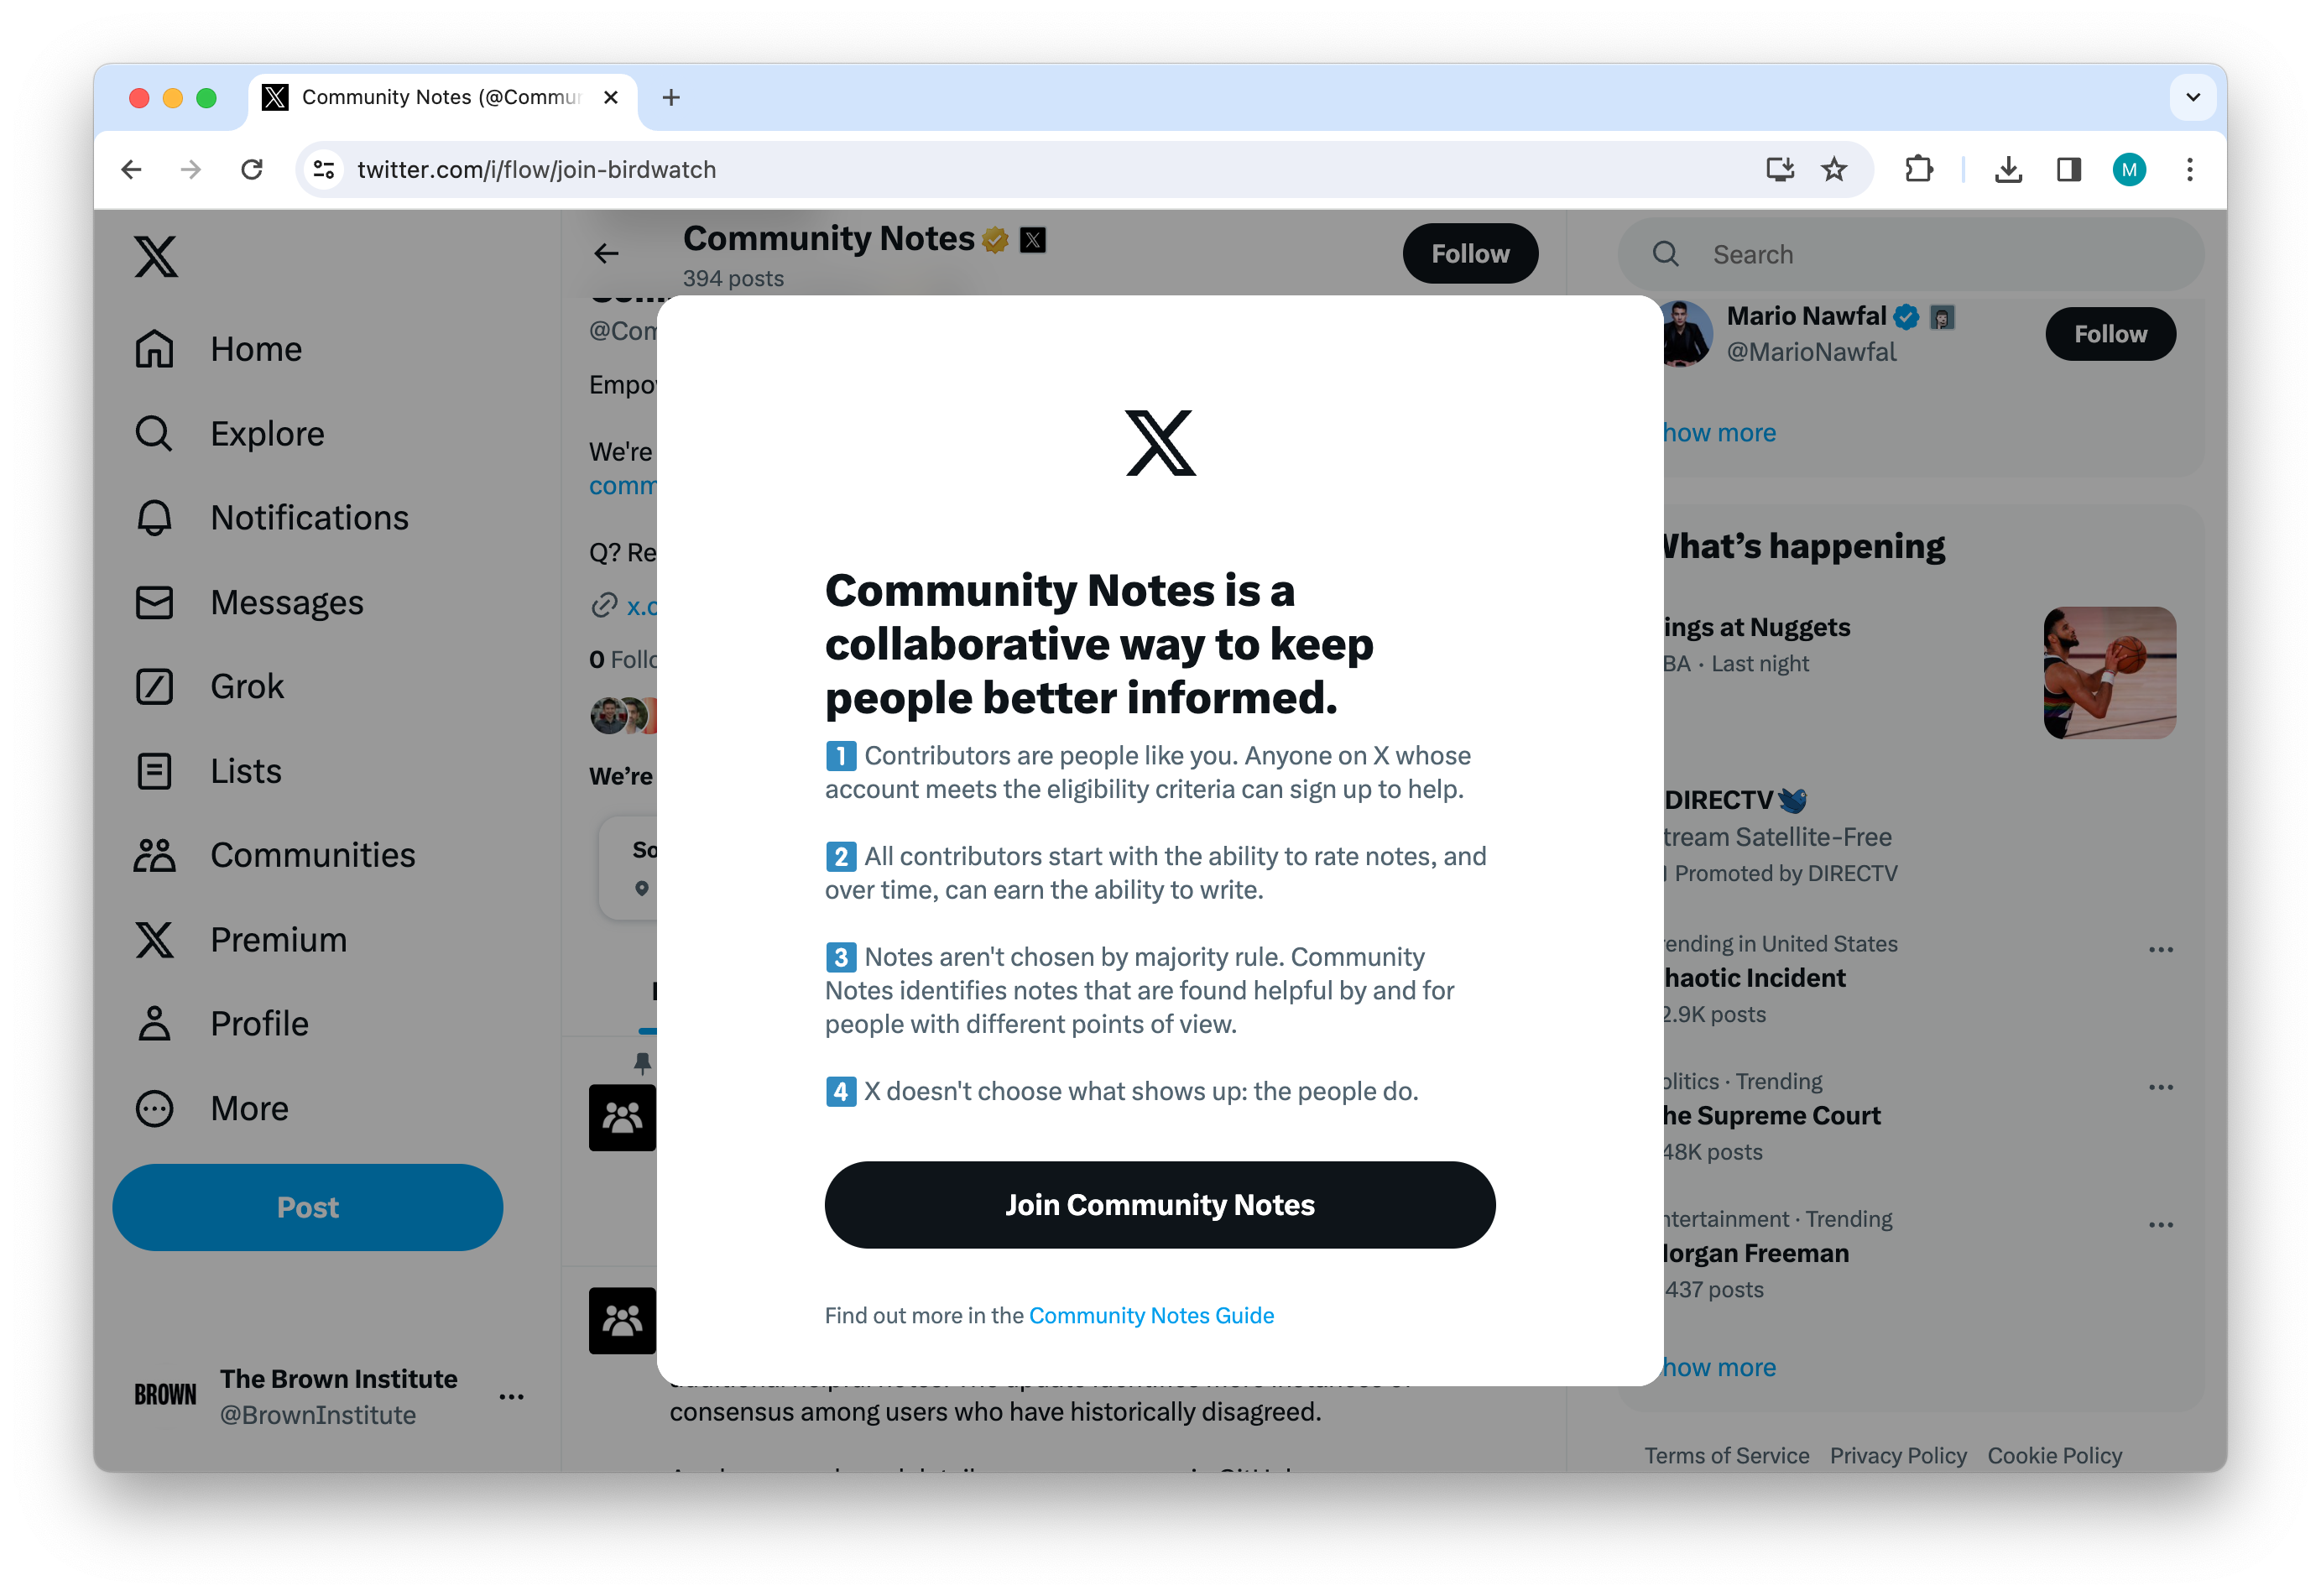 Community Notes (@Commu
twitter.com/i/flow/join-birdwatch
M
Home
Explore
Notifications
Messages
Grok
Lists
Communities
Premium
Profile
More
Post
BROWN
The Brown Institute
@BrownInstitute
Community Notes
394 posts
Follow
@Com
Empo
We're
comm
Q? Re
x.c
0 Follo
We're
So
Community Notes is a
collaborative way to keep
people better informed.
1 Contributors are people like you. Anyone on X whose
account meets the eligibility criteria can sign up to help.
2 All contributors start with the ability to rate notes, and
over time, can earn the ability to write.
3 Notes aren't chosen by majority rule. Community
Notes identifies notes that are found helpful by and for
people with different points of view.
4 X doesn't choose what shows up: the people do.
Join Community Notes
Find out more in the Community Notes Guide
consensus among users who have historically disagreed.
Search
Mario Nawfal
@MarioNawfal
Follow
how more
What's happening
ings at Nuggets
BA · Last night
DIRECTV
tream Satellite-Free
Promoted by DIRECTV
ending in United States
haotic Incident
2.9K posts
olitics · Trending
he Supreme Court
48K posts
ntertainment · Trending
Morgan Freeman
437 posts
how more
Terms of Service Privacy Policy Cookie Policy